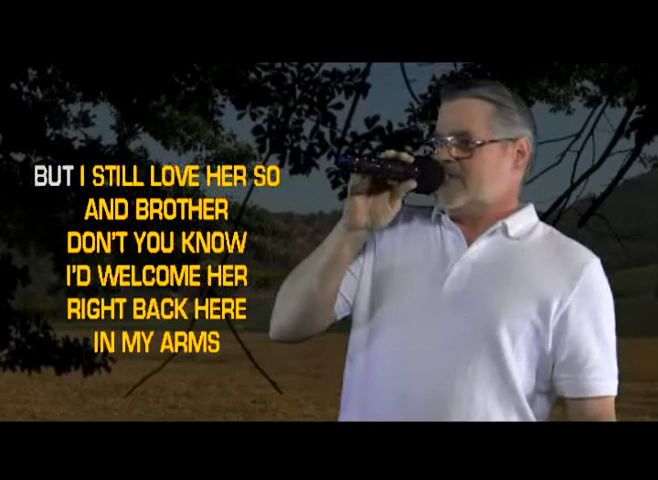 BUT I STILL LOVE HER SO
AND BROTHER
DON'T YOU KNOW
I'D WELCOME HER
RIGHT BACK HERE
IN MY ARMS